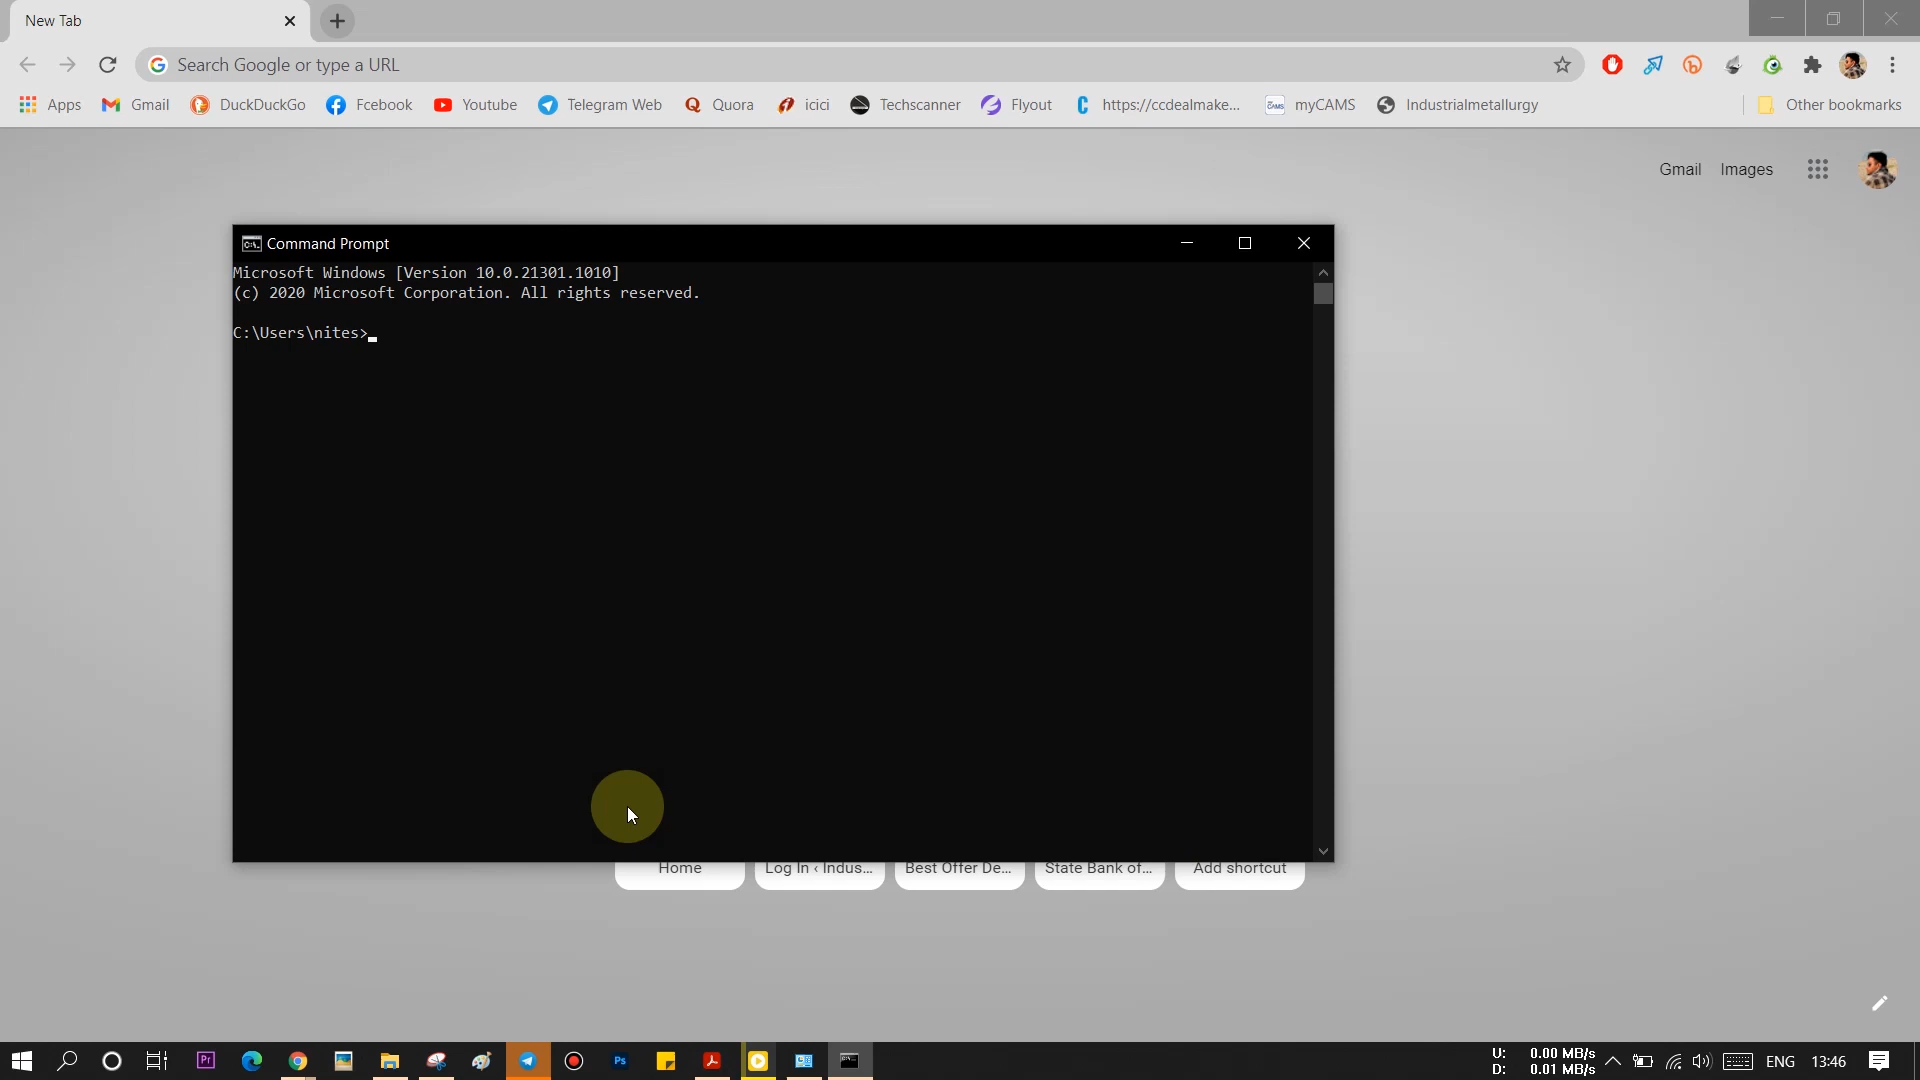 New Tab
Search Google or type a URL
Apps Gmail DuckDuckGo Fcebook Youtube Telegram Web Quora icici Techscanner Flyout https://ccdealmake... myCAMS Industrialmetallurgy Other bookmarks
Gmail Images
Command Prompt
Microsoft Windows [Version 10.0.21301.1010]
(c) 2020 Microsoft Corporation. All rights reserved.
C:\Users\nites>
Home Log In ‹ Indus... Best Offer De... State Bank of... Add shortcut
U: 0.00 MB/s
D: 0.01 MB/s
ENG 13:46